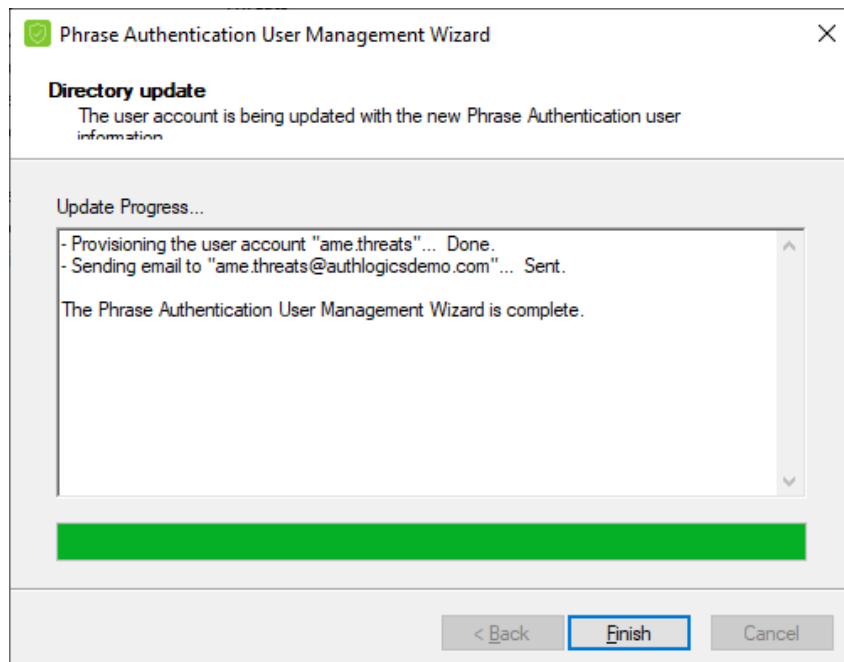 Phrase Authentication User Management Wizard
Directory update
The user account is being updated with the new Phrase Authentication user
information
Update Progress...
- Provisioning the user account "ame.threats"... Done.
- Sending email to "ame.threats@authlogicsdemo.com"... Sent.
The Phrase Authentication User Management Wizard is complete.
< Back
Finish
Cancel